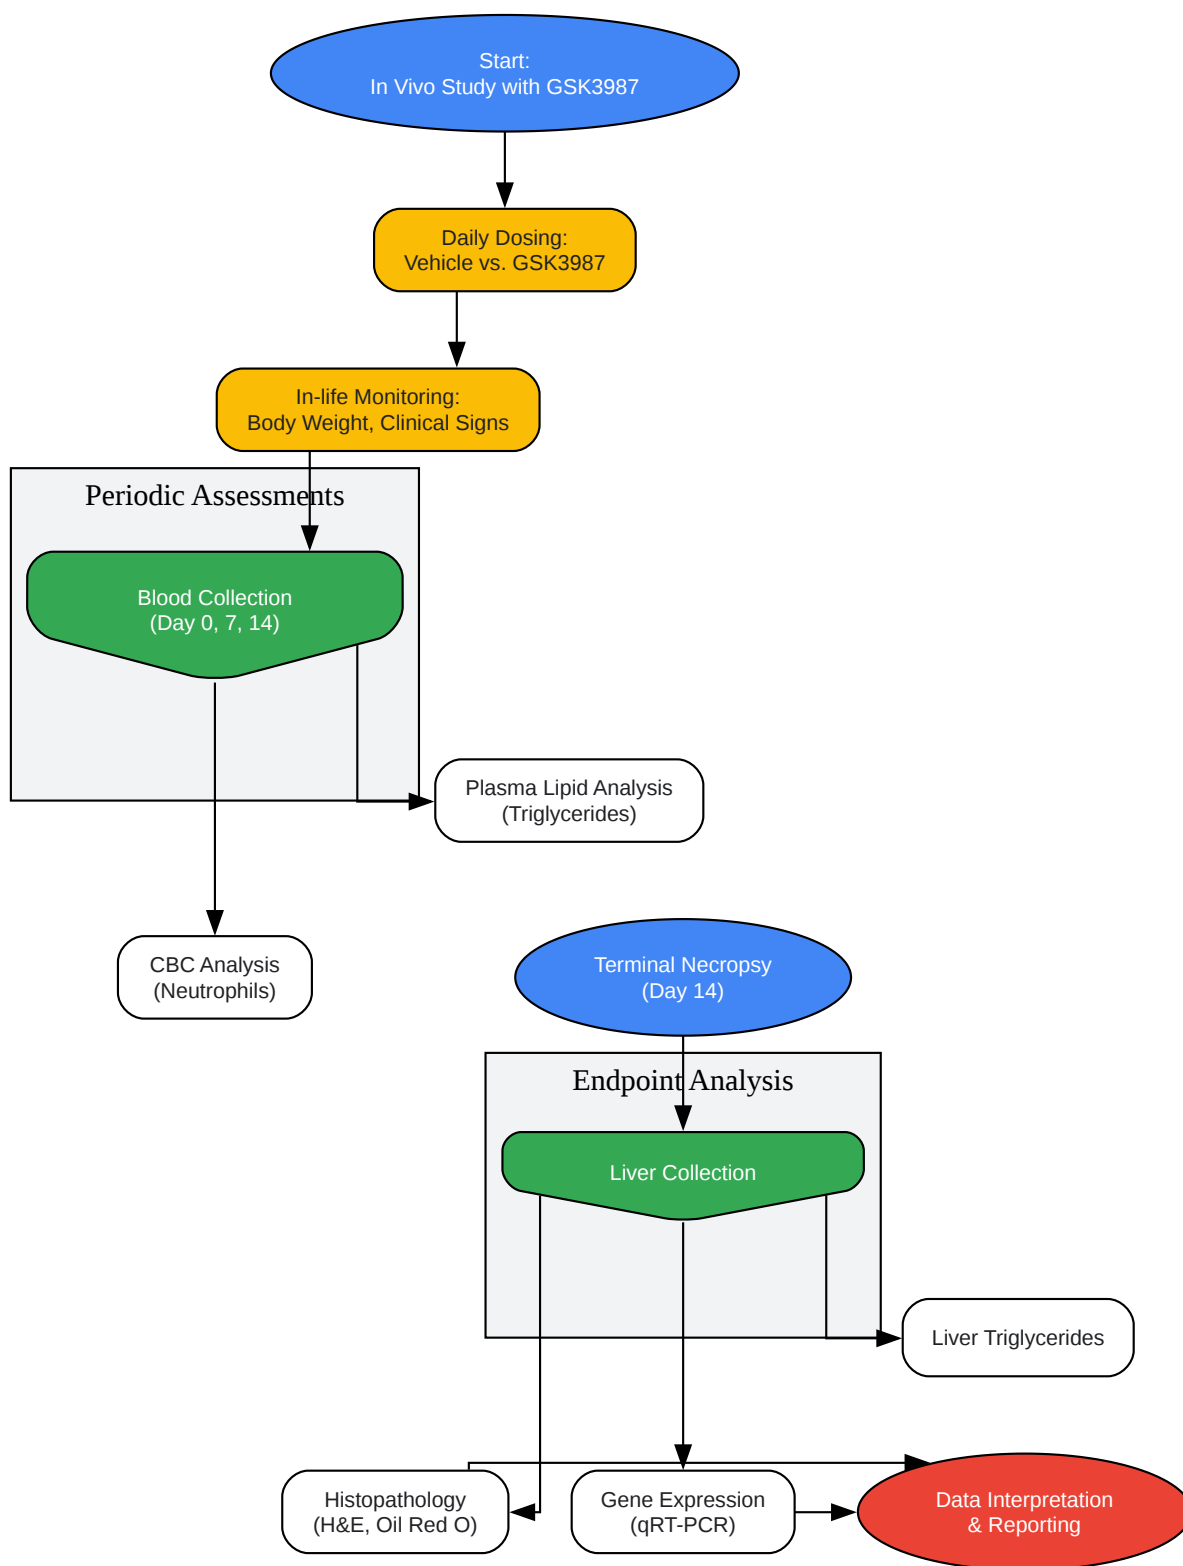 Start:
In Vivo Study with GSK3987
Daily Dosing:
Vehicle vs. GSK3987
In-life Monitoring:
Body Weight, Clinical Signs
Periodic Assessments
Blood Collection
(Day 0, 7, 14)
Plasma Lipid Analysis
(Triglycerides)
CBC Analysis
(Neutrophils)
Terminal Necropsy
(Day 14)
Endpoint Analysis
Liver Collection
Liver Triglycerides
Histopathology
(H&E, Oil Red O)
Gene Expression
(qRT-PCR)
Data Interpretation
& Reporting